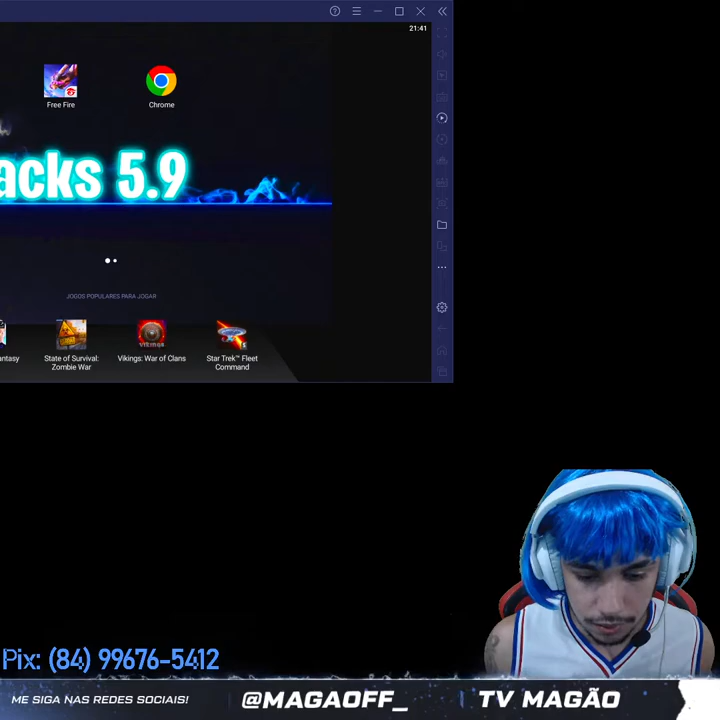 21:41
Free Fire
Chrome
acks 5.9
JOGOS POPULARES PARA JOGAR
antasy
State of Survival:
Zombie War
Vikings: War of Clans
Star Trek™ Fleet
Command
Pix: (84) 99676-5412
ME SIGA NAS REDES SOCIAIS!
@MAGAOFF_
TV MAGÃO